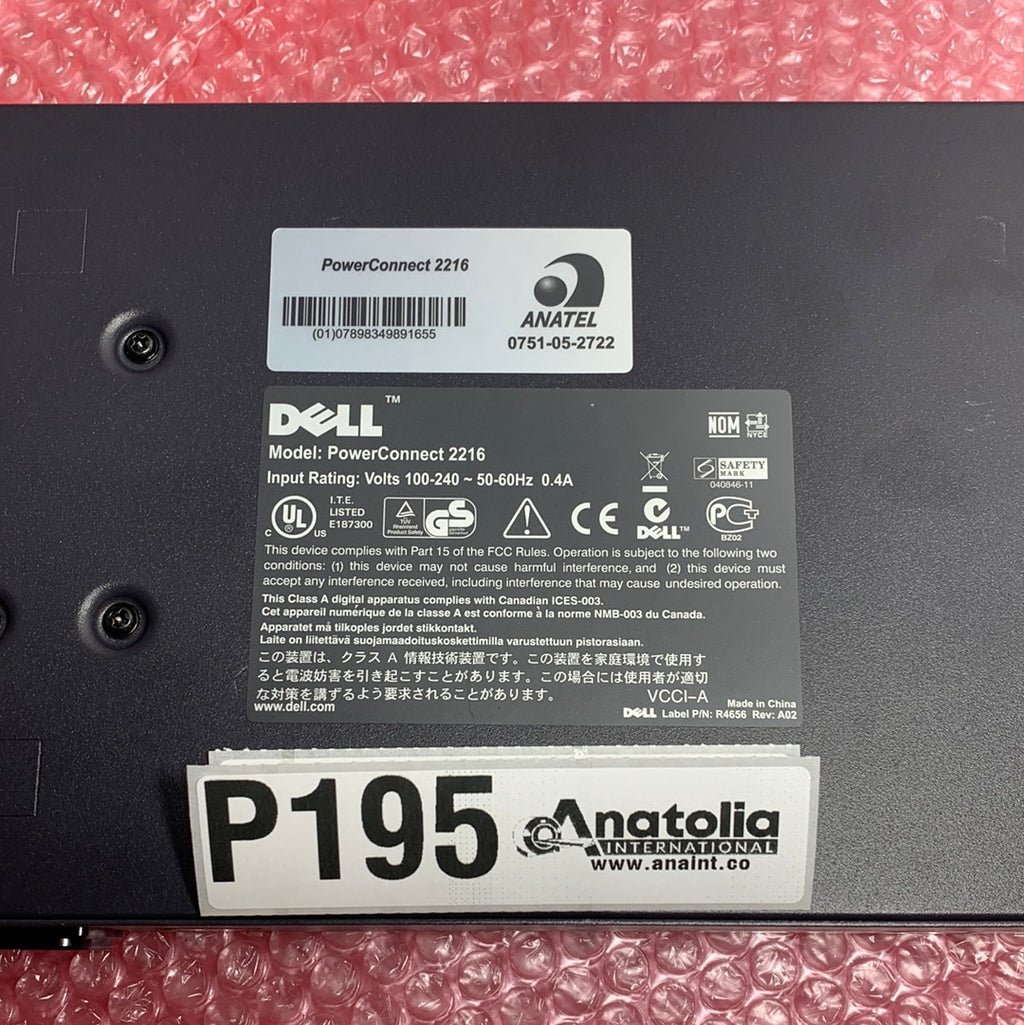 PowerConnect 2216
(01)07898349891655
ANATEL
0751-05-2722
DELL™
NOM
NYCE
Model: PowerConnect 2216
Input Rating: Volts 100-240 ~ 50-60Hz 0.4A
SAFETY
MARK
040846-11
C UL US
I.T.E.
LISTED
E187300
TÜV
Rheinland
Product Safety
GS
CE
DELL™
PCT
BZ02
This device complies with Part 15 of the FCC Rules. Operation is subject to the following two
conditions: (1) this device may not cause harmful interference, and (2) this device must
accept any interference received, including interference that may cause undesired operation.
This Class A digital apparatus complies with Canadian ICES-003.
Cet appareil numérique de la classe A est conforme à la norme NMB-003 du Canada.
Apparatet må tilkoples jordet stikkontakt.
Laite on liitettävä suojamaadoituskoskettimilla varustettuun pistorasiaan.
この装置は、クラス A 情報技術装置です。この装置を家庭環境で使用す
ると電波妨害を引き起こすことがあります。この場合には使用者が適切
な対策を講ずるよう要求されることがあります。 VCCI-A
www.dell.com
Made in China
DELL Label P/N: R4656 Rev: A02
P195
Anatolia
INTERNATIONAL
www.anaint.co